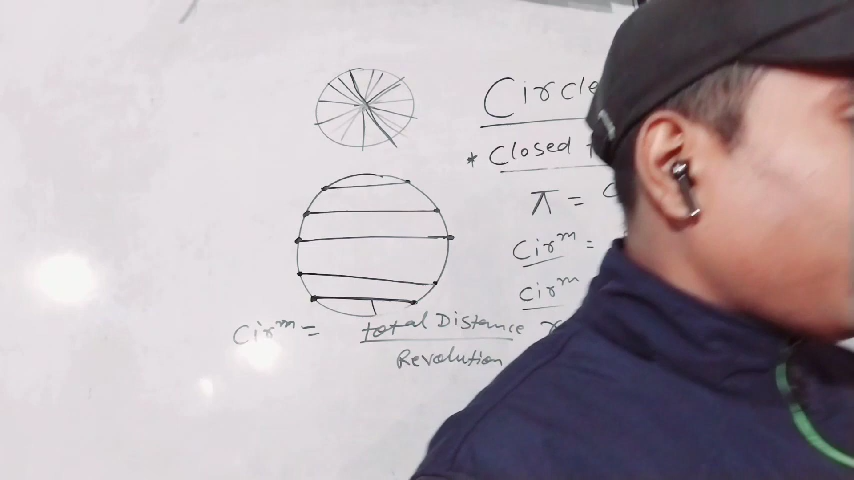 Circle
* Closed
π =
Cirᵐ =
Cirᵐ
Cirᵐ = total Distance
Revolution